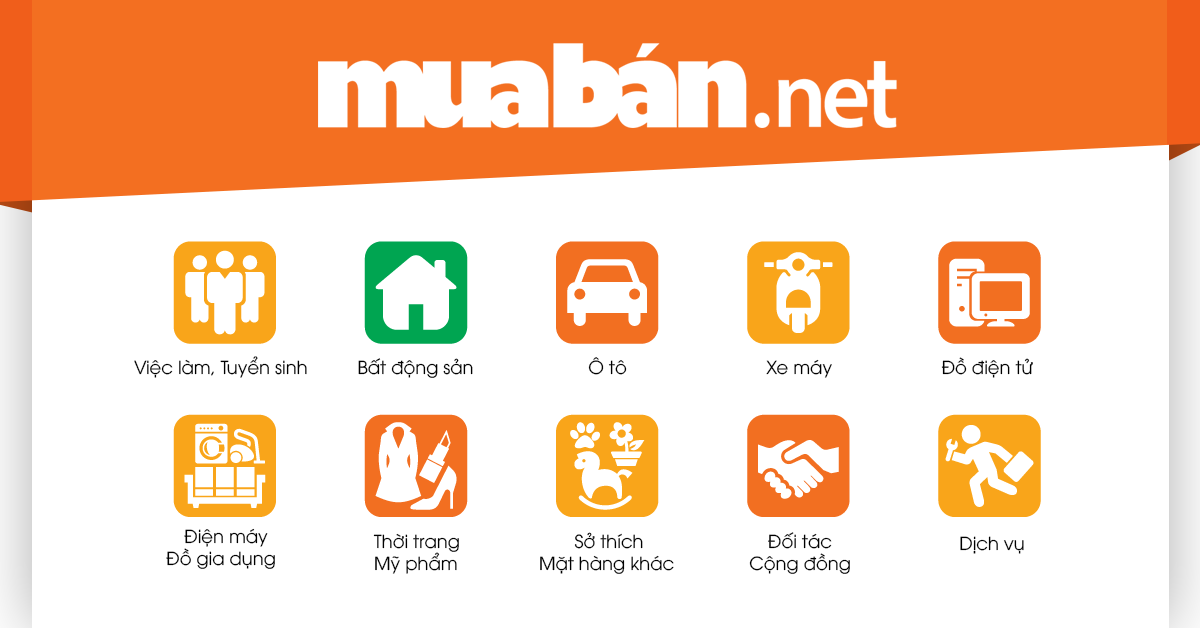 muabán.net
Việc làm, Tuyển sinh
Bất động sản
Ô tô
Xe máy
Đồ điện tử
Điện máy
Đồ gia dụng
Thời trang
Mỹ phẩm
Sở thích
Mặt hàng khác
Đối tác
Cộng đồng
Dịch vụ